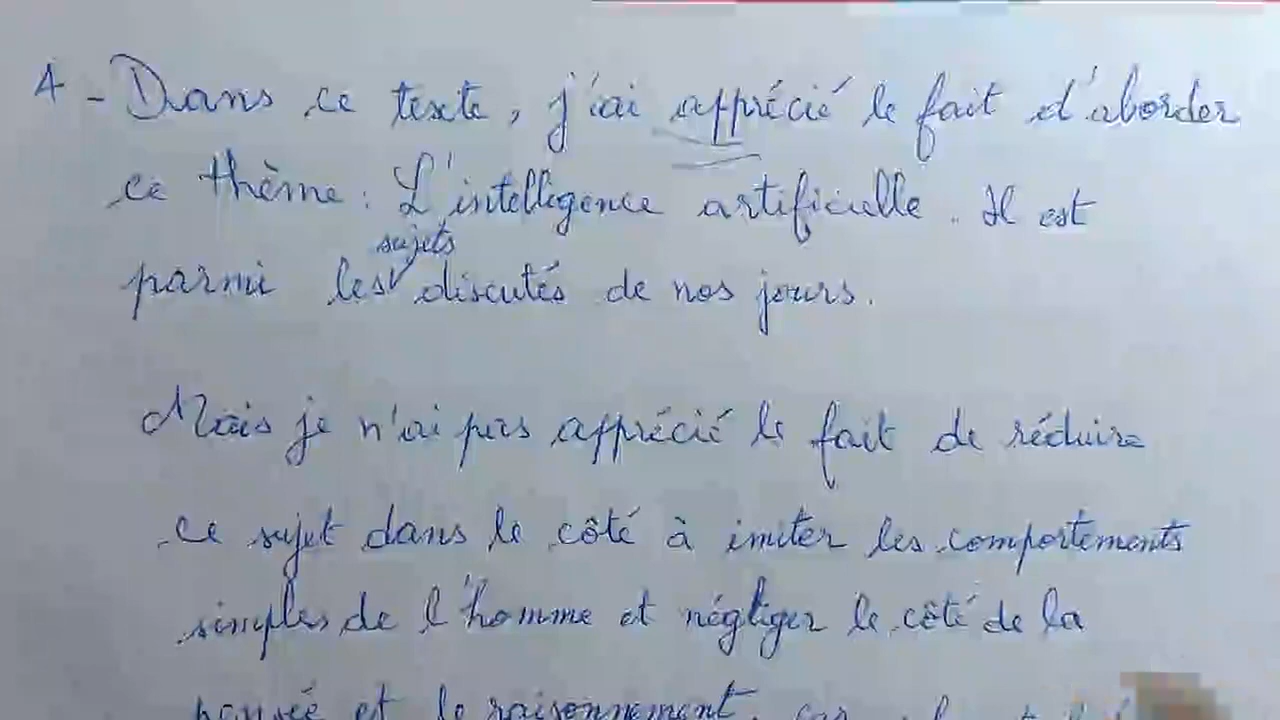 4 - Dans ce texte, j'ai apprécié le fait d'aborder
ce thème : L'intelligence artificielle. Il est
parmi les sujets discutés de nos jours.
Mais je n'ai pas apprécié le fait de réduire
ce sujet dans le côté à imiter les comportements
simples de l'homme et négliger le côté de la
pensée et le raisonnement, car